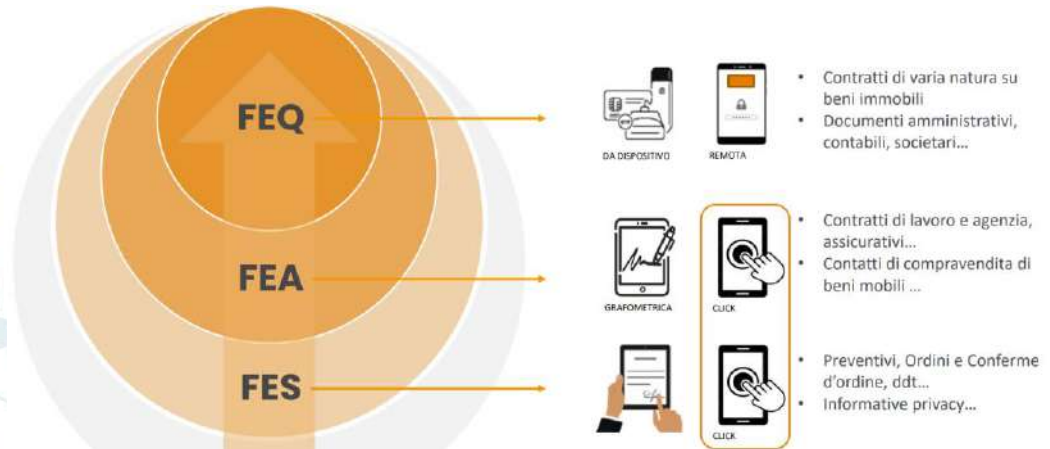 FEQ
DA DISPOSITIVO
REMOTA
• Contratti di varia natura su
beni immobili
• Documenti amministrativi,
contabili, societari...
FEA
GRAFOMETRICA
CLICK
• Contratti di lavoro e agenzia,
assicurativi...
• Contatti di compravendita di
beni mobili ...
FES
CLICK
• Preventivi, Ordini e Conferme
d'ordine, ddt...
• Informative privacy...